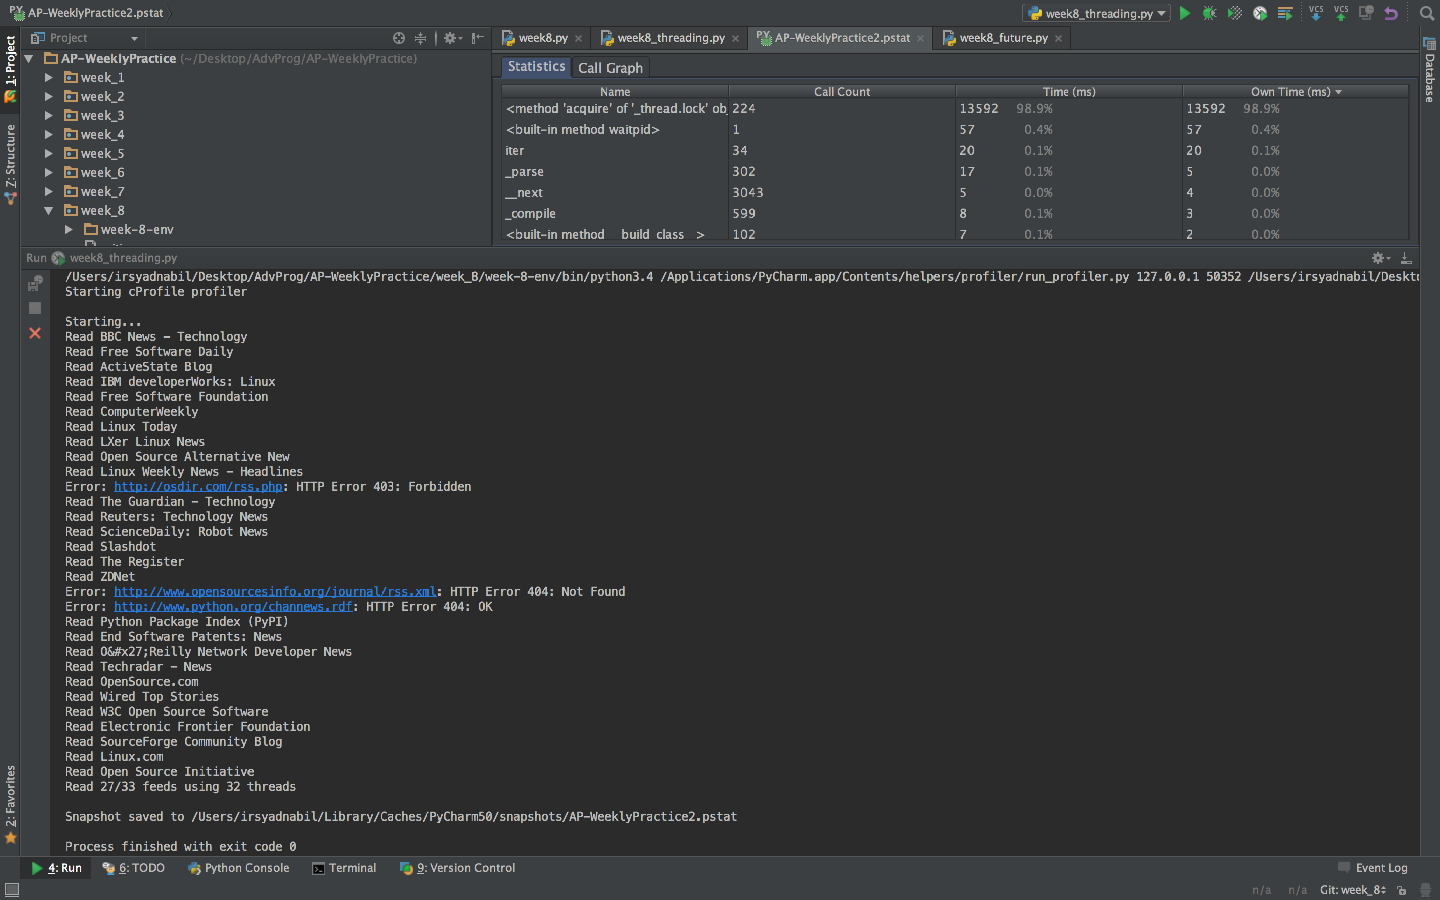 AP-WeeklyPractice2.pstat
week8_threading.py
1: Project
Z: Structure
2: Favorites
Database
Project
AP-WeeklyPractice (~/Desktop/AdvProg/AP-WeeklyPractice)
week_1
week_2
week_3
week_4
week_5
week_6
week_7
week_8
week-8-env
week8.py
week8_threading.py
AP-WeeklyPractice2.pstat
week8_future.py
VCS VCS
Statistics Call Graph
Name Call Count Time (ms) Own Time (ms)
<method 'acquire' of '_thread.lock' ob 224 13592 98.9% 13592 98.9%
<built-in method waitpid> 1 57 0.4% 57 0.4%
iter 34 20 0.1% 20 0.1%
_parse 302 17 0.1% 5 0.0%
__next 3043 5 0.0% 4 0.0%
_compile 599 8 0.1% 3 0.0%
<built-in method __build_class__> 102 7 0.1% 2 0.0%
Run week8_threading.py
/Users/irsyadnabil/Desktop/AdvProg/AP-WeeklyPractice/week_8/week-8-env/bin/python3.4 /Applications/PyCharm.app/Contents/helpers/profiler/run_profiler.py 127.0.0.1 50352 /Users/irsyadnabil/Deskt
Starting cProfile profiler
Starting...
Read BBC News - Technology
Read Free Software Daily
Read ActiveState Blog
Read IBM developerWorks: Linux
Read Free Software Foundation
Read ComputerWeekly
Read Linux Today
Read LXer Linux News
Read Open Source Alternative New
Read Linux Weekly News - Headlines
Error: http://osdir.com/rss.php: HTTP Error 403: Forbidden
Read The Guardian - Technology
Read Reuters: Technology News
Read ScienceDaily: Robot News
Read Slashdot
Read The Register
Read ZDNet
Error: http://www.opensourcesinfo.org/journal/rss.xml: HTTP Error 404: Not Found
Error: http://www.python.org/channews.rdf: HTTP Error 404: OK
Read Python Package Index (PyPI)
Read End Software Patents: News
Read O&#x27;Reilly Network Developer News
Read Techradar - News
Read OpenSource.com
Read Wired Top Stories
Read W3C Open Source Software
Read Electronic Frontier Foundation
Read SourceForge Community Blog
Read Linux.com
Read Open Source Initiative
Read 27/33 feeds using 32 threads
Snapshot saved to /Users/irsyadnabil/Library/Caches/PyCharm50/snapshots/AP-WeeklyPractice2.pstat
Process finished with exit code 0
4: Run 6: TODO Python Console Terminal 9: Version Control Event Log
n/a n/a Git: week_8